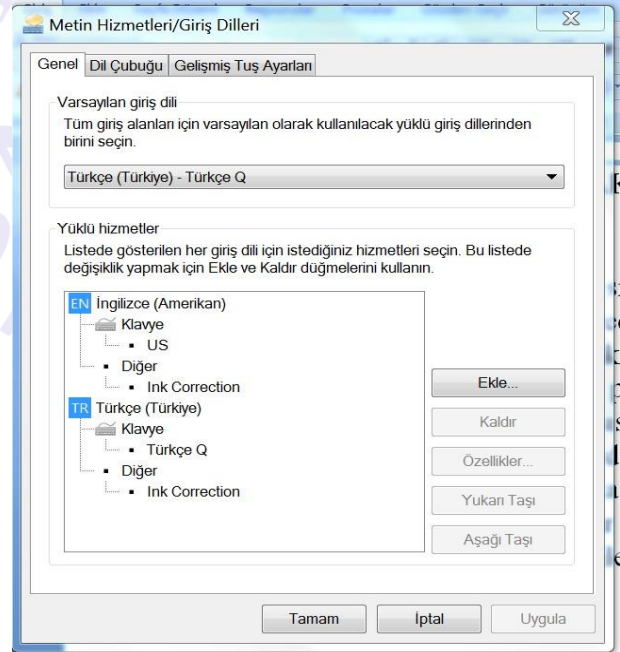 Metin Hizmetleri/Giriş Dilleri
Genel Dil Çubuğu Gelişmiş Tuş Ayarları
Varsayılan giriş dili
Tüm giriş alanları için varsayılan olarak kullanılacak yüklü giriş dillerinden
birini seçin.
Türkçe (Türkiye) - Türkçe Q
Yüklü hizmetler
Listede gösterilen her giriş dili için istediğiniz hizmetleri seçin. Bu listede
değişiklik yapmak için Ekle ve Kaldır düğmelerini kullanın.
EN İngilizce (Amerikan)
Klavye
US
Diğer
Ink Correction
TR Türkçe (Türkiye)
Klavye
Türkçe Q
Diğer
Ink Correction
Ekle...
Kaldır
Özellikler...
Yukarı Taşı
Aşağı Taşı
Tamam İptal Uygula